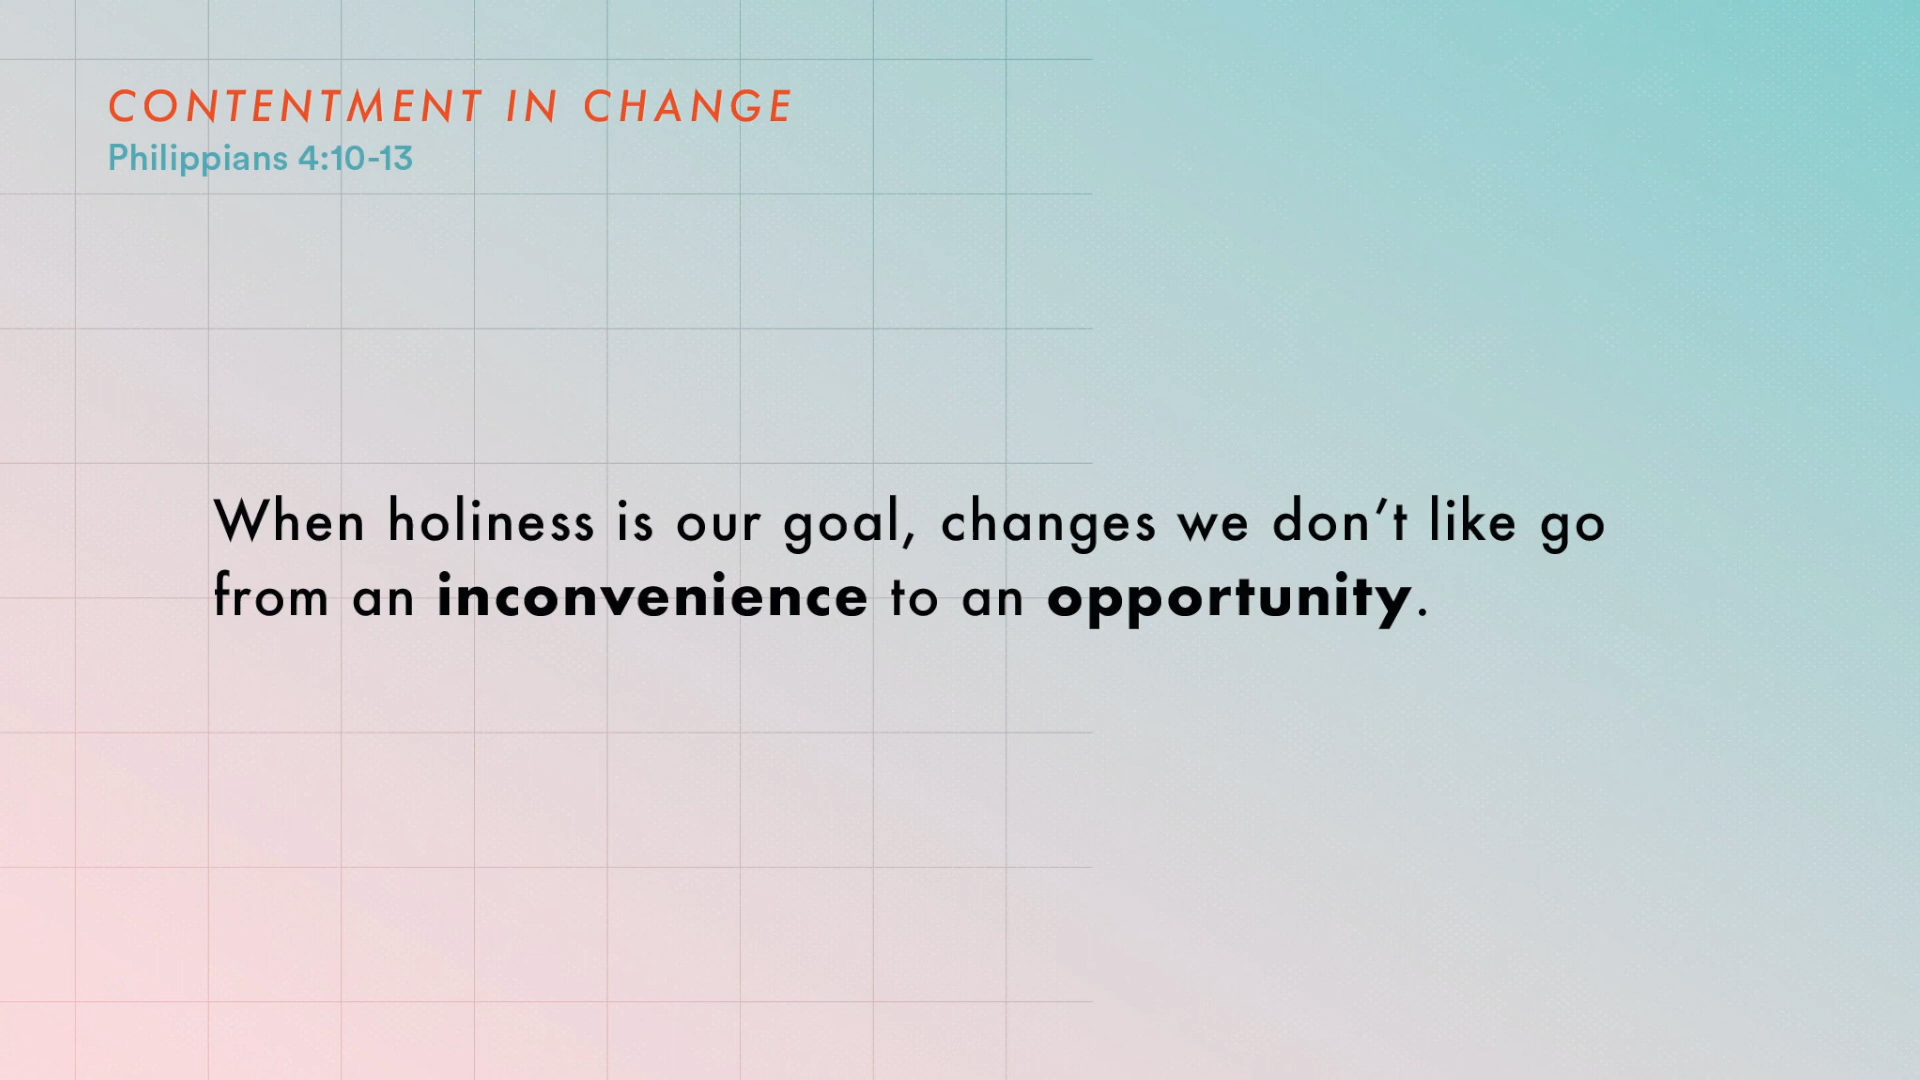 CONTENTMENT IN CHANGE
Philippians 4:10-13
When holiness is our goal, changes we don’t like go
from an inconvenience to an opportunity.